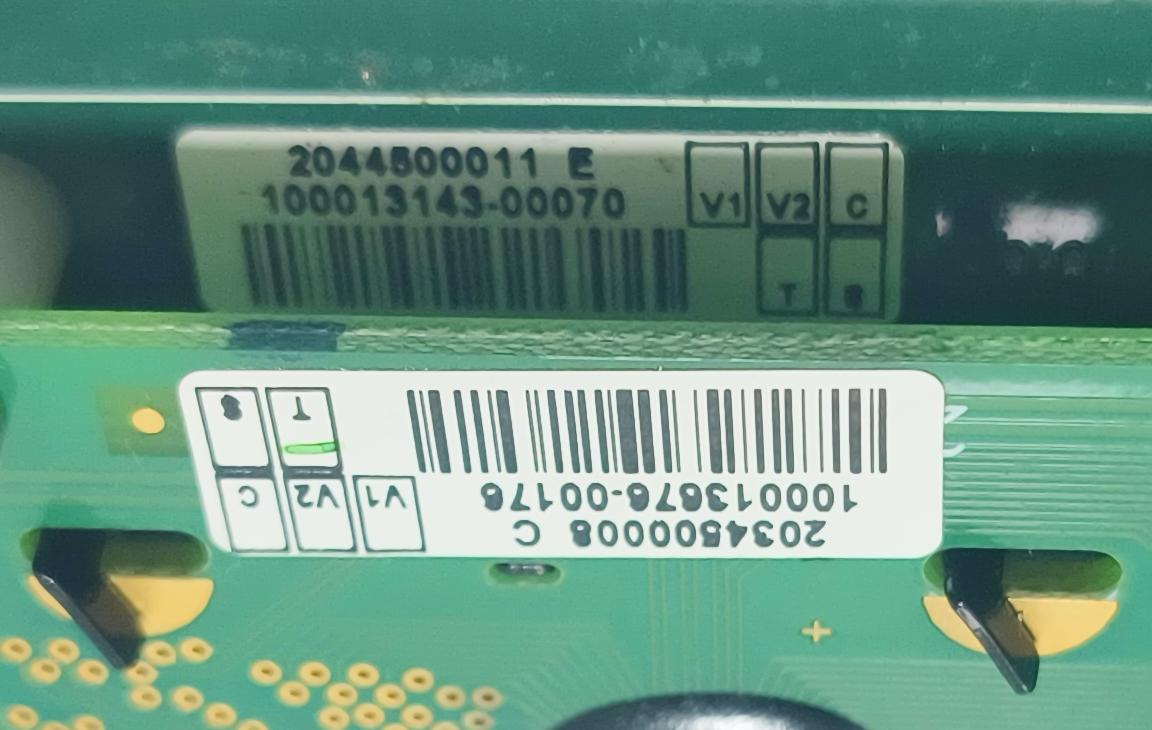 2044500011 E
100013143-00070
V1 V2 C
T S
2034500008 C
100013676-00176
V1 V2 C
T S